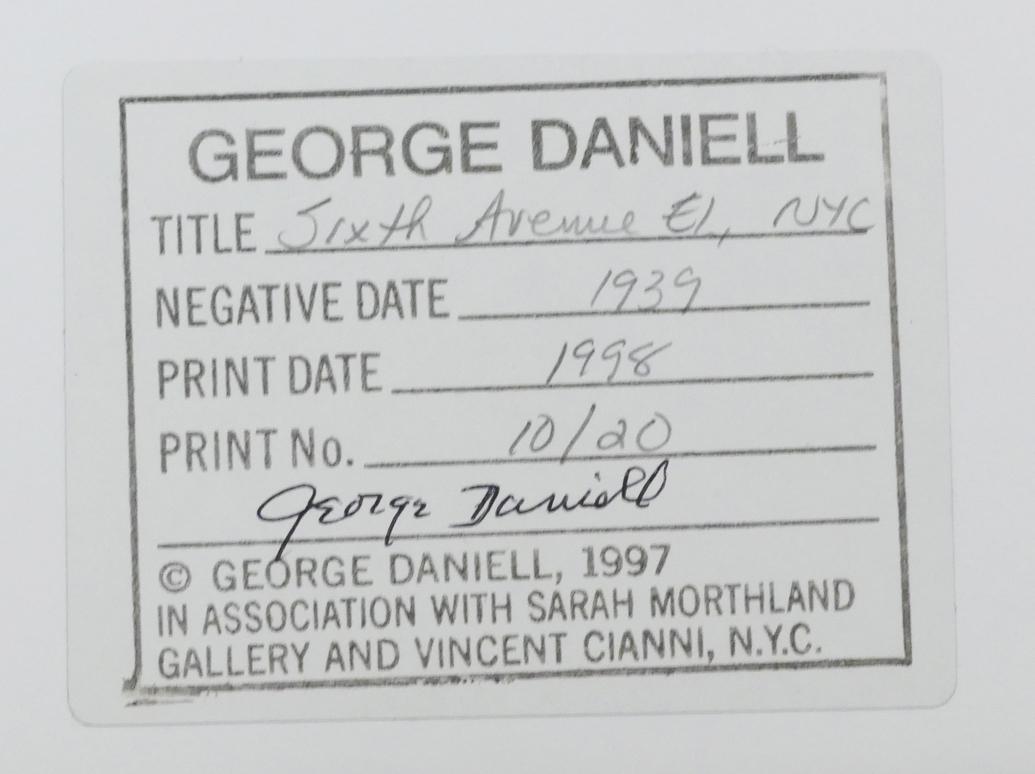 GEORGE DANIELL
TITLE Sixth Avenue El, NYC
NEGATIVE DATE 1939
PRINT DATE 1998
PRINT No. 10/20
George Daniell
© GEORGE DANIELL, 1997
IN ASSOCIATION WITH SARAH MORTHLAND
GALLERY AND VINCENT CIANNI, N.Y.C.